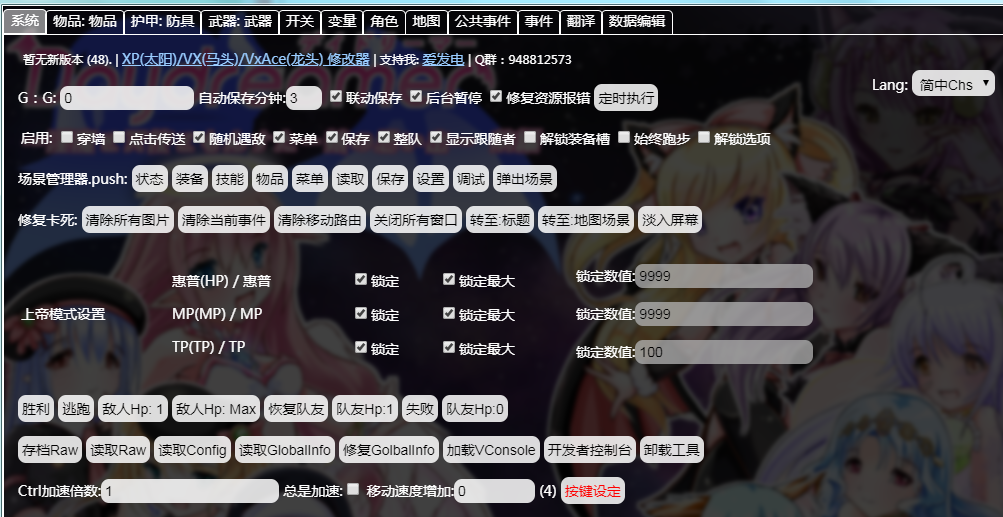 系统 物品: 物品 护甲: 防具 武器: 武器 开关 变量 角色 地图 公共事件 事件 翻译 数据编辑
暂无新版本 (48). | XP(太阳)/VX(马头)/VxAce(龙头) 修改器 | 支持我: 爱发电 | Q群 : 948812573
Lang: 简中Chs
G : G: 0 自动保存分钟:3 联动保存 后台暂停 修复资源报错 定时执行
启用: 穿墙 点击传送 随机遇敌 菜单 保存 整队 显示跟随者 解锁装备槽 始终跑步 解锁选项
场景管理器.push: 状态 装备 技能 物品 菜单 读取 保存 设置 调试 弹出场景
修复卡死: 清除所有图片 清除当前事件 清除移动路由 关闭所有窗口 转至:标题 转至:地图场景 淡入屏幕
惠普(HP) / 惠普 锁定 锁定最大 锁定数值:9999
上帝模式设置 MP(MP) / MP 锁定 锁定最大 锁定数值:9999
TP(TP) / TP 锁定 锁定最大 锁定数值:100
胜利 逃跑 敌人Hp: 1 敌人Hp: Max 恢复队友 队友Hp:1 失败 队友Hp:0
存档Raw 读取Raw 读取Config 读取GlobalInfo 修复GolbalInfo 加载VConsole 开发者控制台 卸载工具
Ctrl加速倍数:1 总是加速: 移动速度增加:0 (4) 按键设定